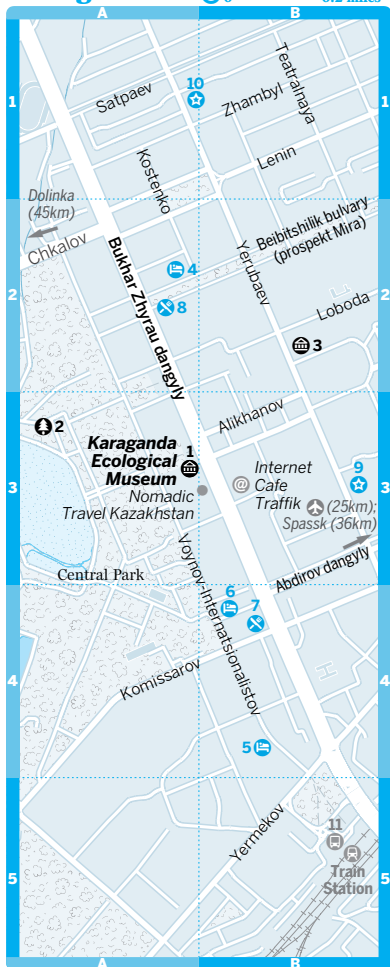 A
B
1
1
Satpaev
10
Zhambyl
Teatralnaya
Kostenko
Lenin
Dolinka
(45km)
Chkalov
2
2
Bukhar Zhyrau dangyly
4
8
Yerubaev
Beibitshilik bulvary
(prospekt Mira)
Loboda
3
Alikhanov
3
3
2
Karaganda
Ecological
Museum
1
Nomadic
Travel Kazakhstan
@
Internet
Cafe
Traffik
9
(25km);
Spassk (36km)
Abdirov dangyly
Central Park
Voynov-Internatsionalistov
6
7
4
4
Komissarov
5
Yermekov
11
Train
Station
5
5
A
B